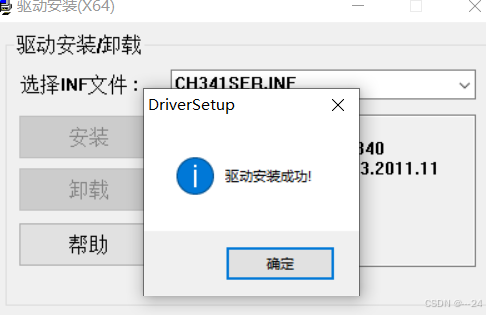 驱动安装(X64)
驱动安装/卸载
选择INF文件：
CH341SER.INF
安装
卸载
帮助
DriverSetup
驱动安装成功!
确定
340
3.2011.11
CSDN @---24